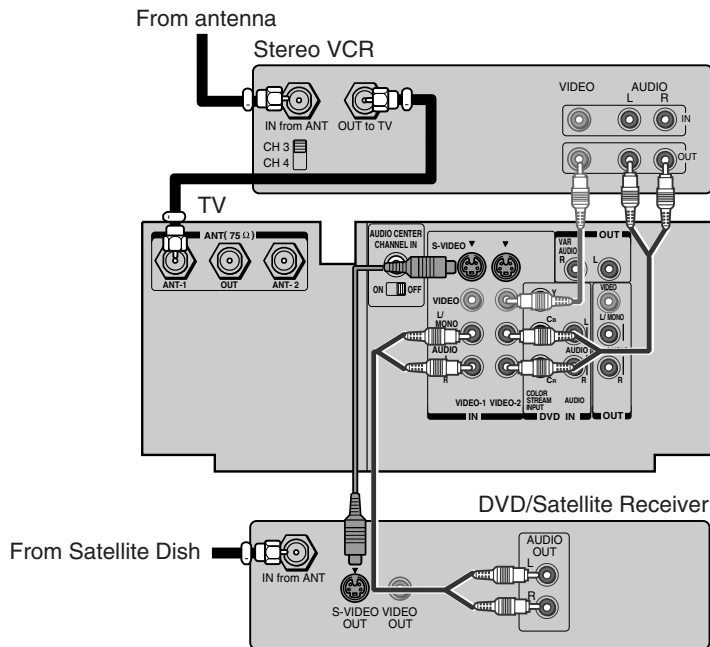 From antenna
Stereo VCR
VIDEO
AUDIO
L
R
IN
IN from ANT
OUT to TV
OUT
CH 3
CH 4
TV
ANT( 75 Ω )
ANT-1
OUT
ANT- 2
AUDIO CENTER
CHANNEL IN
ON
OFF
S-VIDEO
VAR
AUDIO
R
L
OUT
VIDEO
Y
VIDEO
L/
MONO
CB
L
L/ MONO
AUDIO
AUDIO
R
CR
R
R
VIDEO-1
VIDEO-2
COLOR
STREAM
INPUT
AUDIO
IN
DVD IN
OUT
DVD/Satellite Receiver
From Satellite Dish
IN from ANT
AUDIO
OUT
L
R
S-VIDEO
OUT
VIDEO
OUT